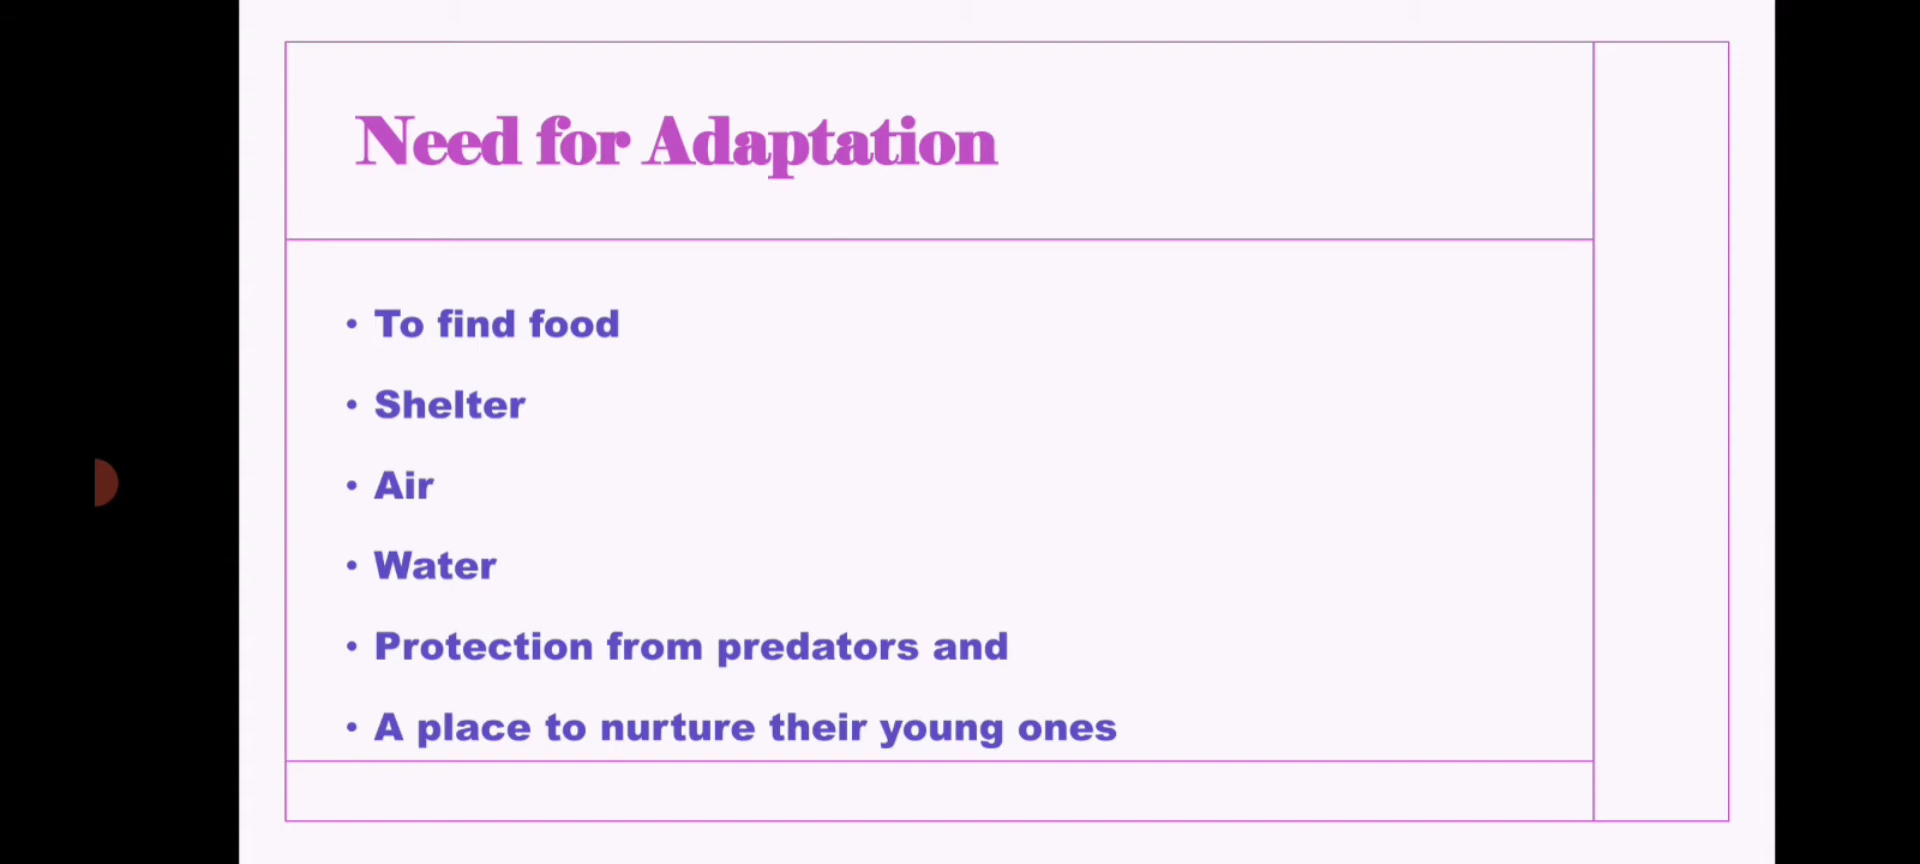 Need for Adaptation
• To find food
• Shelter
• Air
• Water
• Protection from predators and
• A place to nurture their young ones